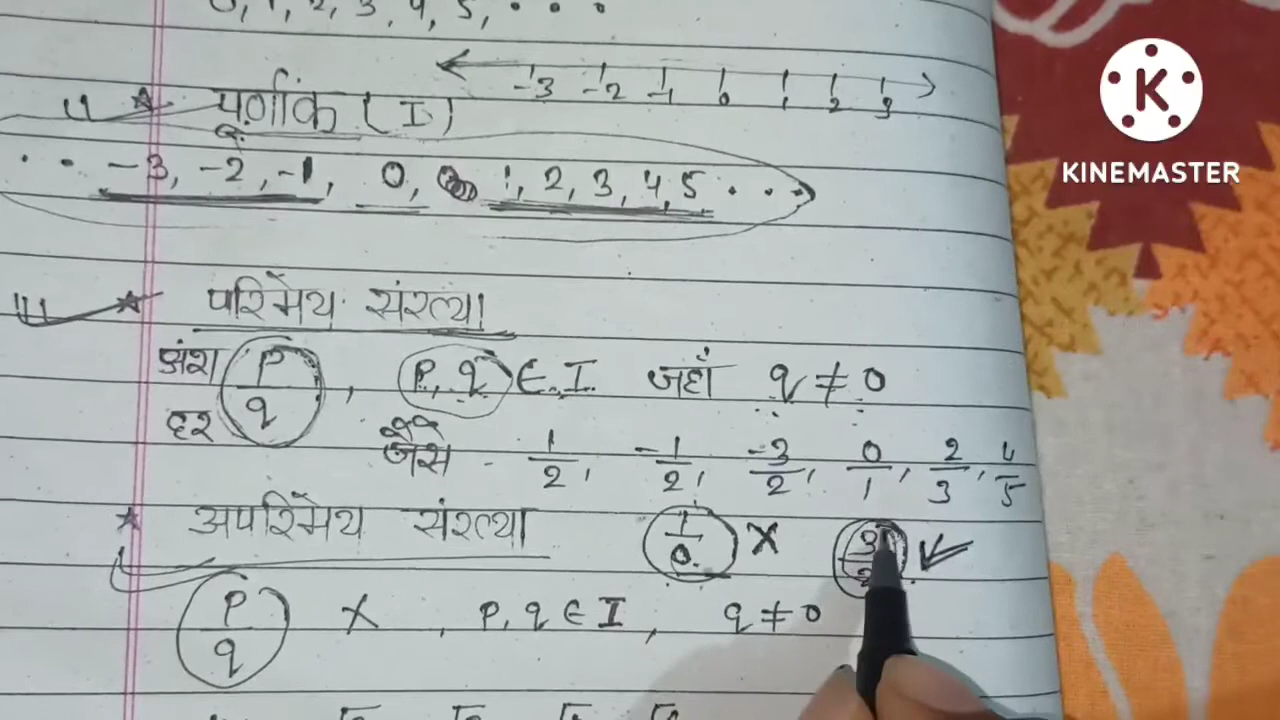 0, 1, 2, 3, 4, 5, . . .
-3 -2 -1 0 1 2 3
पूर्णांक (I)
. . -3, -2, -1, 0, 1, 2, 3, 4, 5 . . .
परिमेय संख्या
अंश P/q, P, q ∈ I जहाँ q ≠ 0
हर
जैसे - 1/2, -1/2, -3/2, 0/1, 2/3, 4/5
अपरिमेय संख्या 1/0 X 3/2
P/q X, P, q ∈ I, q ≠ 0
K
KINEMASTER